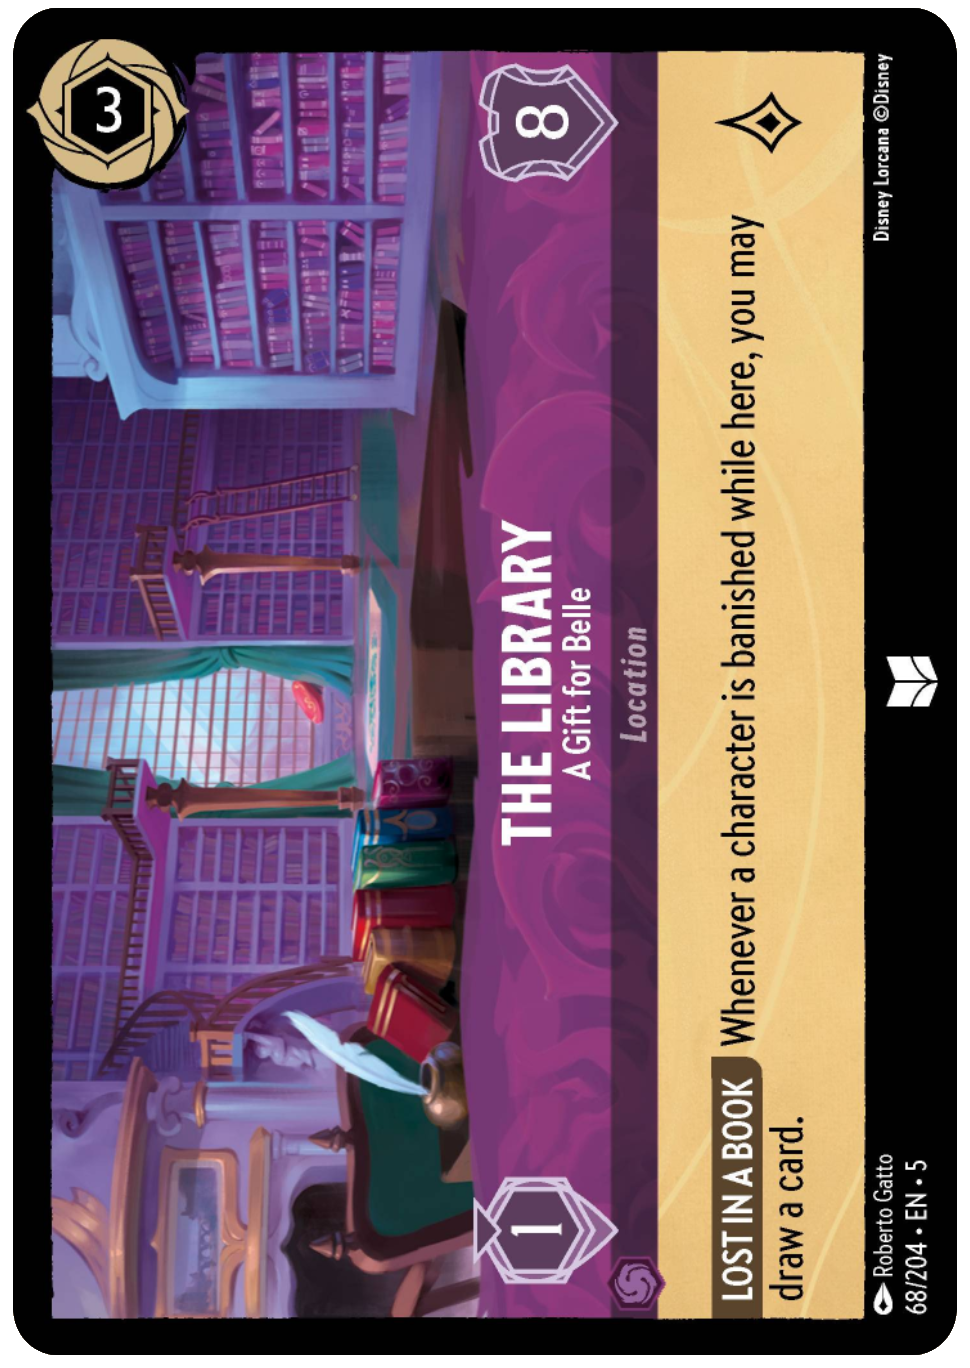 3
THE LIBRARY
A Gift for Belle
1
8
Location
LOST IN A BOOK Whenever a character is banished while here, you may
draw a card.
Roberto Gatto
68/204 • EN • 5
Disney Lorcana ©Disney